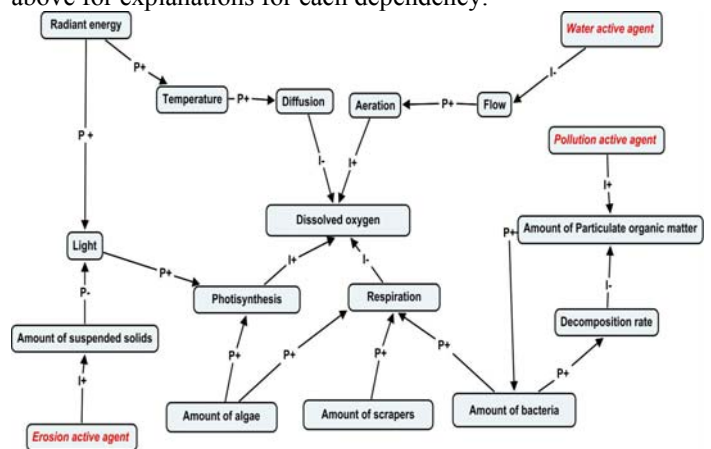 above for explanations for each dependency.
Radiant energy
Water active agent
P+
I-
Temperature
P+
Diffusion
Aeration
P+
Flow
P +
Pollution active agent
I-
I+
I+
Dissolved oxygen
P+
Amount of Particulate organic matter
Light
P+
I+
I-
I-
P-
Photisynthesis
Respiration
Decomposition rate
Amount of suspended solids
P+
P+
P+
P+
P+
I+
Amount of algae
Amount of scrapers
Amount of bacteria
Erosion active agent